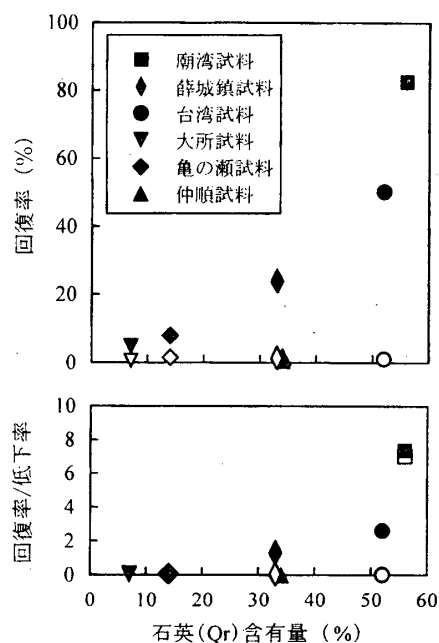 100
80
60
40
20
0
回復率 (%)
廟湾試料
薛城鎮試料
台湾試料
大所試料
亀の瀬試料
仲順試料
10
8
6
4
2
0
回復率/低下率
0 10 20 30 40 50 60
石英(Qr)含有量 (%)